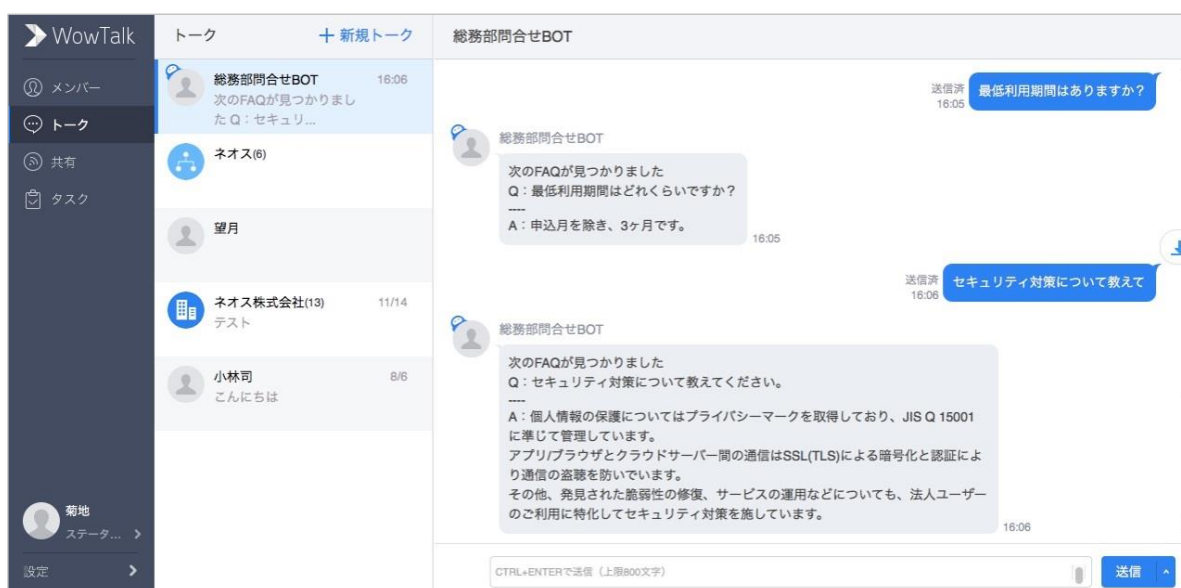 WowTalk
メンバー
トーク
共有
タスク
菊地
ステータ...
設定
トーク
新規トーク
総務部問合せBOT
16:06
次のFAQが見つかりまし
た Q:セキュリ...
ネオス(6)
望月
ネオス株式会社(13)
11/14
テスト
小林司
8/6
こんにちは
総務部問合せBOT
送信済
16:05
最低利用期間はありますか?
総務部問合せBOT
次のFAQが見つかりました
Q:最低利用期間はどれくらいですか?
----
A:申込月を除き、3ヶ月です。
16:05
送信済
16:06
セキュリティ対策について教えて
総務部問合せBOT
次のFAQが見つかりました
Q:セキュリティ対策について教えてください。
----
A:個人情報の保護についてはプライバシーマークを取得しており、JIS Q 15001
に準じて管理しています。
アプリ/ブラウザとクラウドサーバー間の通信はSSL(TLS)による暗号化と認証によ
り通信の盗聴を防いでいます。
その他、発見された脆弱性の修復、サービスの運用などについても、法人ユーザー
のご利用に特化してセキュリティ対策を施しています。
16:06
CTRL+ENTERで送信(上限800文字)
送信